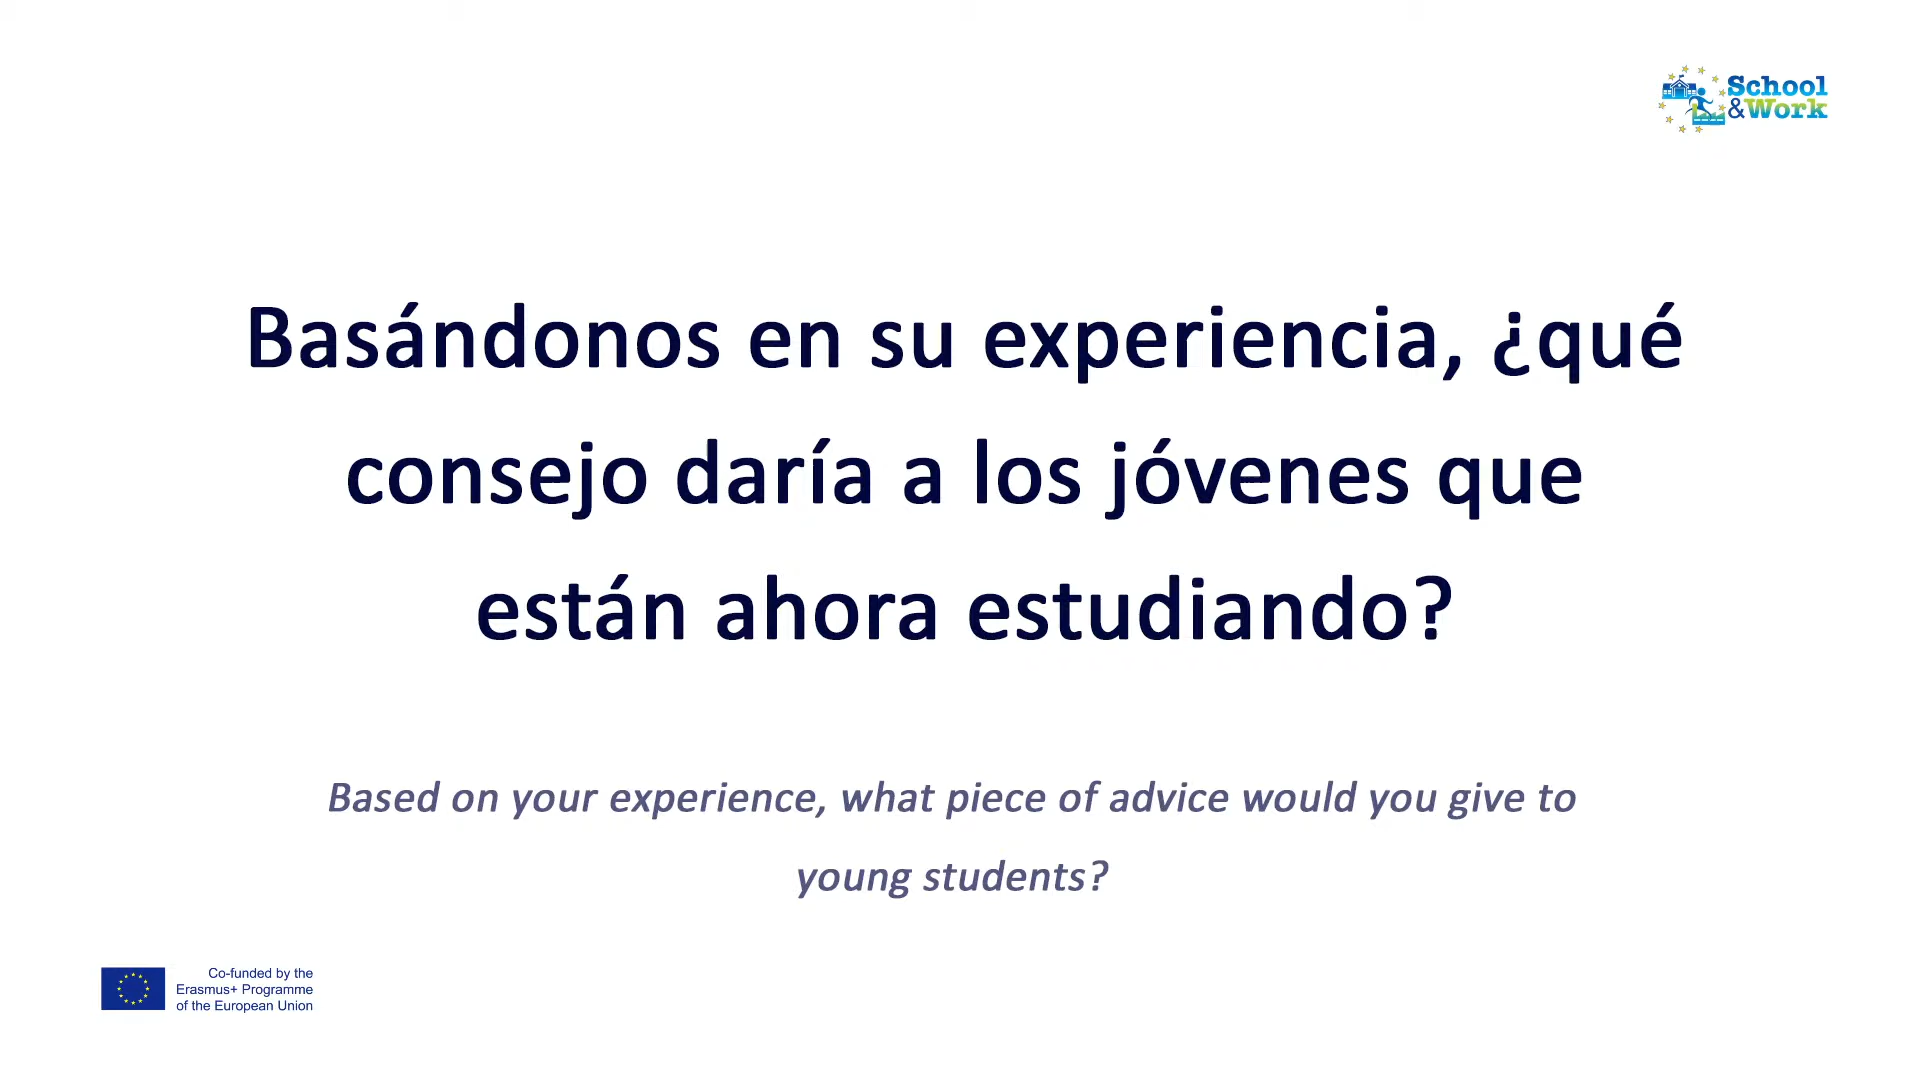 School
&Work
Basándonos en su experiencia, ¿qué
consejo daría a los jóvenes que
están ahora estudiando?
Based on your experience, what piece of advice would you give to
young students?
Co-funded by the
Erasmus+ Programme
of the European Union